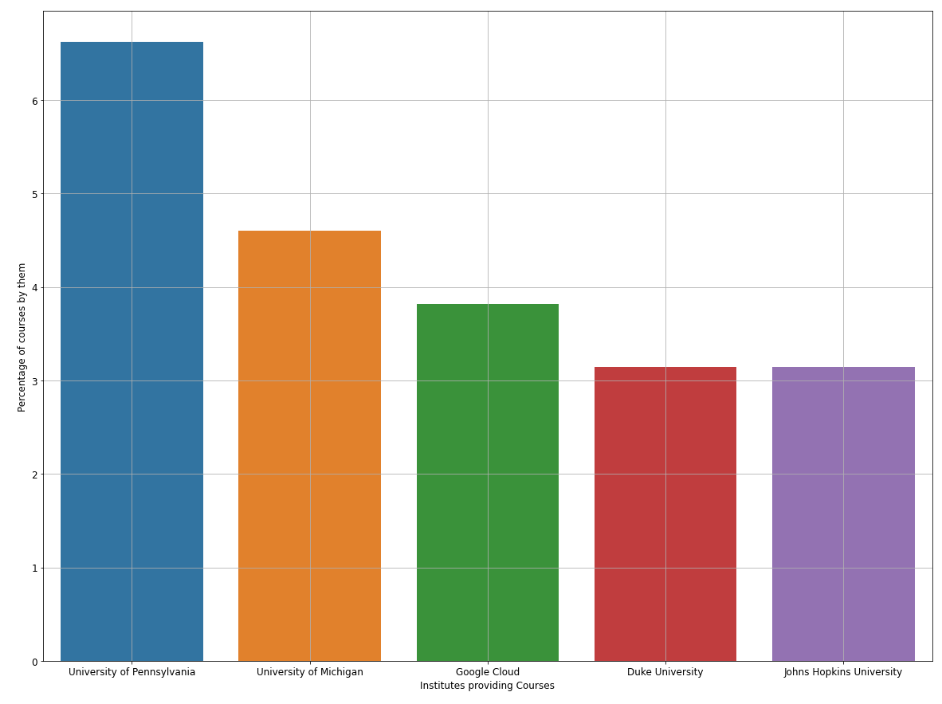 Percentage of courses by them
6
5
4
3
2
1
0
University of Pennsylvania
University of Michigan
Google Cloud
Duke University
Johns Hopkins University
Institutes providing Courses